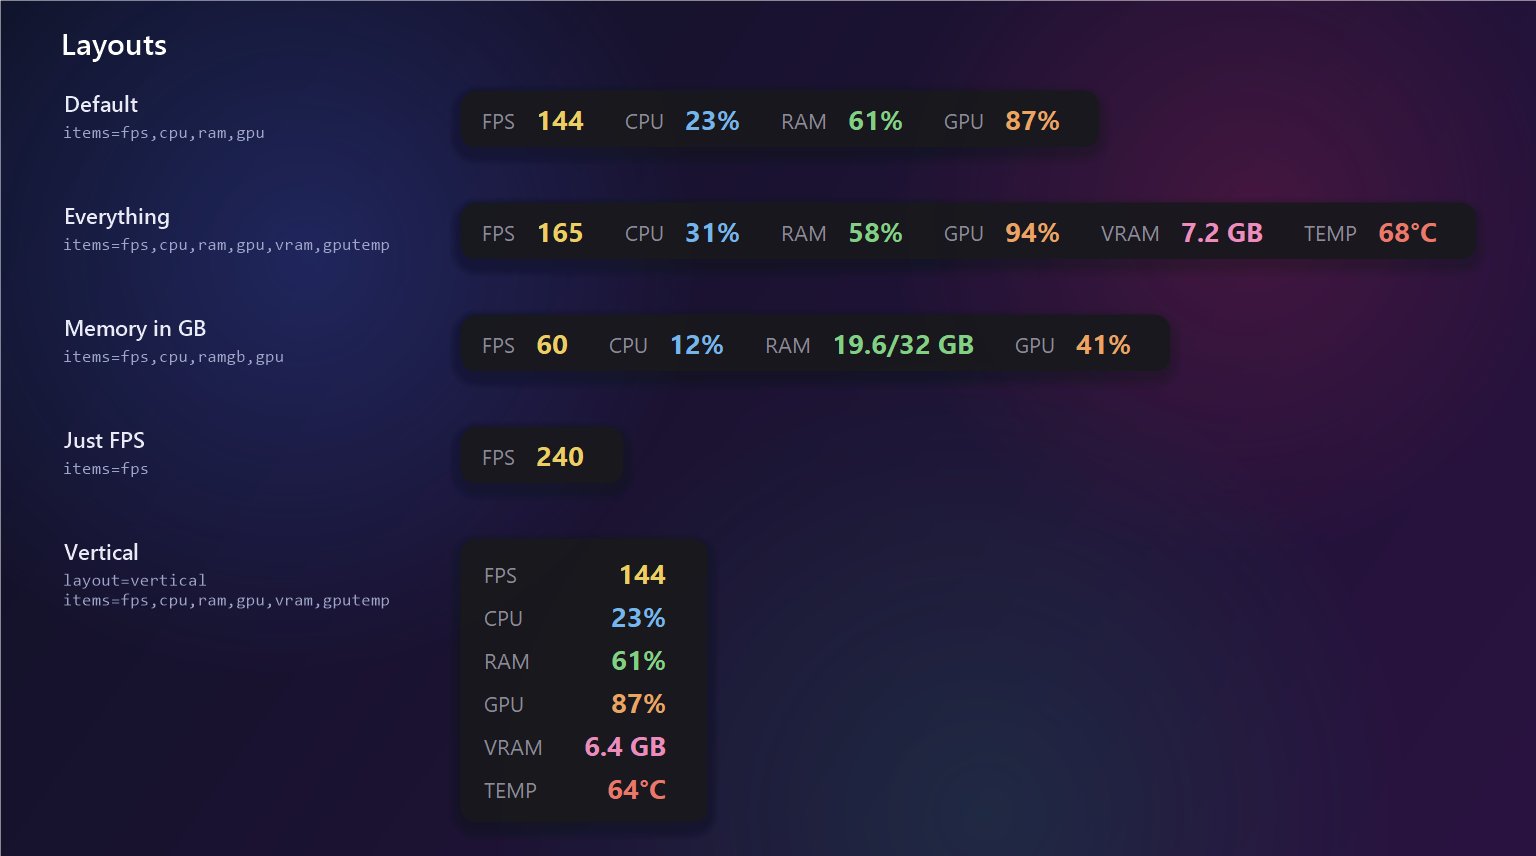 Layouts
Default
items=fps,cpu,ram,gpu
FPS 144 CPU 23% RAM 61% GPU 87%
Everything
items=fps,cpu,ram,gpu,vram,gputemp
FPS 165 CPU 31% RAM 58% GPU 94% VRAM 7.2 GB TEMP 68°C
Memory in GB
items=fps,cpu,ramgb,gpu
FPS 60 CPU 12% RAM 19.6/32 GB GPU 41%
Just FPS
items=fps
FPS 240
Vertical
layout=vertical
items=fps,cpu,ram,gpu,vram,gputemp
FPS 144
CPU 23%
RAM 61%
GPU 87%
VRAM 6.4 GB
TEMP 64°C